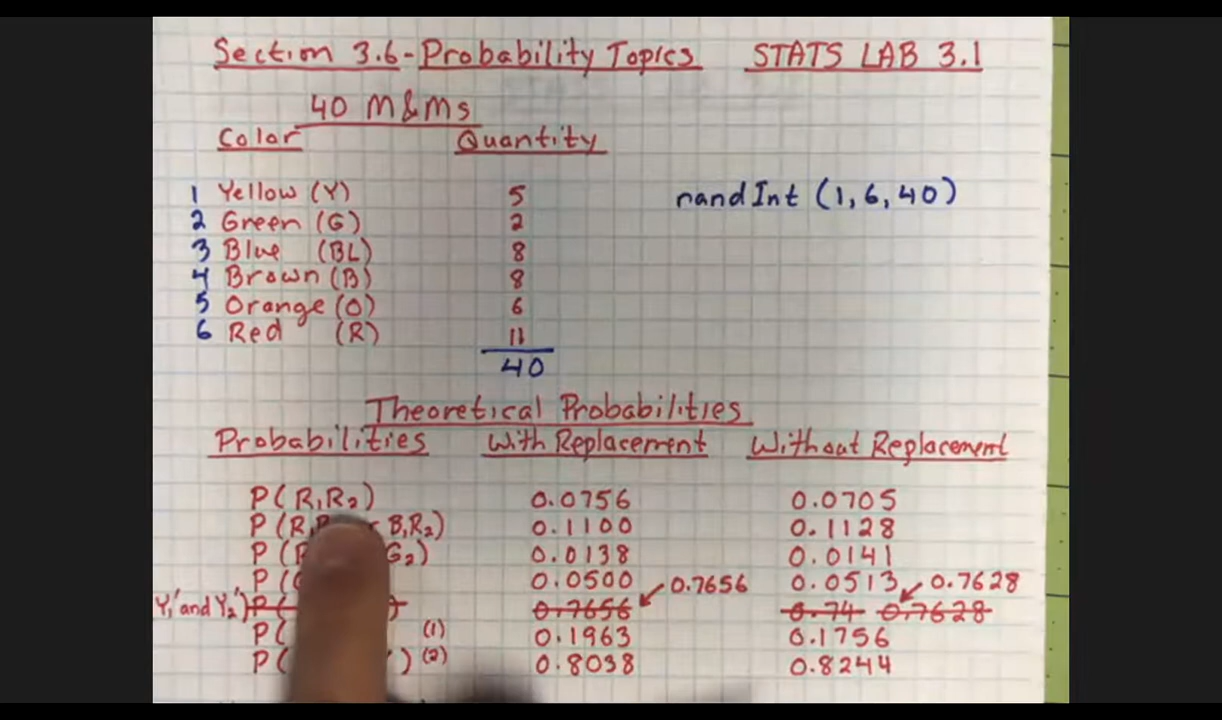 Section 3.6-Probability Topics STATS LAB 3.1
40 M&Ms
Color Quantity
1 Yellow (Y) 5
2 Green (G) 2 randInt (1,6,40)
3 Blue (BL) 8
4 Brown (B) 8
5 Orange (O) 6
6 Red (R) 11
40
Theoretical Probabilities
Probabilities With Replacement Without Replacement
P(R₁R₂) 0.0756 0.0705
P(R₁ B₁R₂) 0.1100 0.1128
P( G₂) 0.0138 0.0141
P( 0.0500 0.7656 0.0513 0.7628
Y₁' and Y₂') P( ) 0.7656 0.74 0.7628
P( (1) 0.1963 0.1756
P( ) (2) 0.8038 0.8244